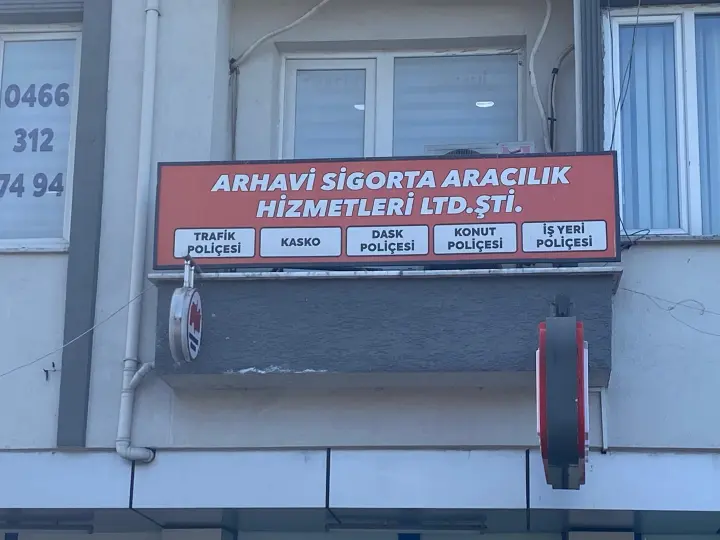 0466
312
74 94
ARHAVİ SİGORTA ARACILIK
HİZMETLERİ LTD.ŞTİ.
TRAFİK
POLİÇESİ
KASKO
DASK
POLİÇESİ
KONUT
POLİÇESİ
İŞ YERİ
POLİÇESİ